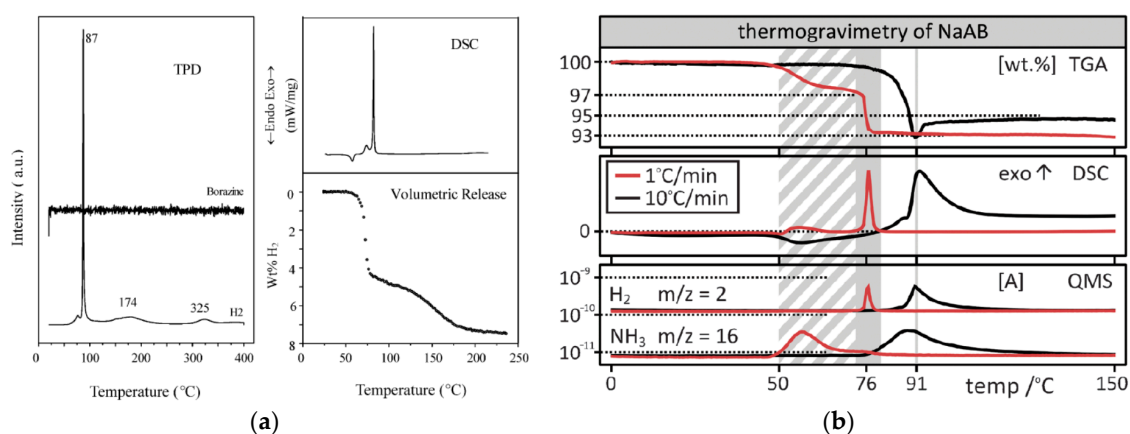 87
TPD
Borazine
174
325
H2
Intensity ( a.u.)
0 100 200 300 400
Temperature (°C)
DSC
←Endo Exo→
(mW/mg)
Volumetric Release
Wt% H₂
0
2
4
6
8
0 50 100 150 200 250
Temperature (°C)
(a)
thermogravimetry of NaAB
100
97
95
93
[wt.%] TGA
1°C/min
10°C/min
exo ↑ DSC
0
10⁻⁹
[A] QMS
H₂ m/z = 2
10⁻¹⁰
NH₃ m/z = 16
10⁻¹¹
0 50 76 91 temp /°C 150
(b)